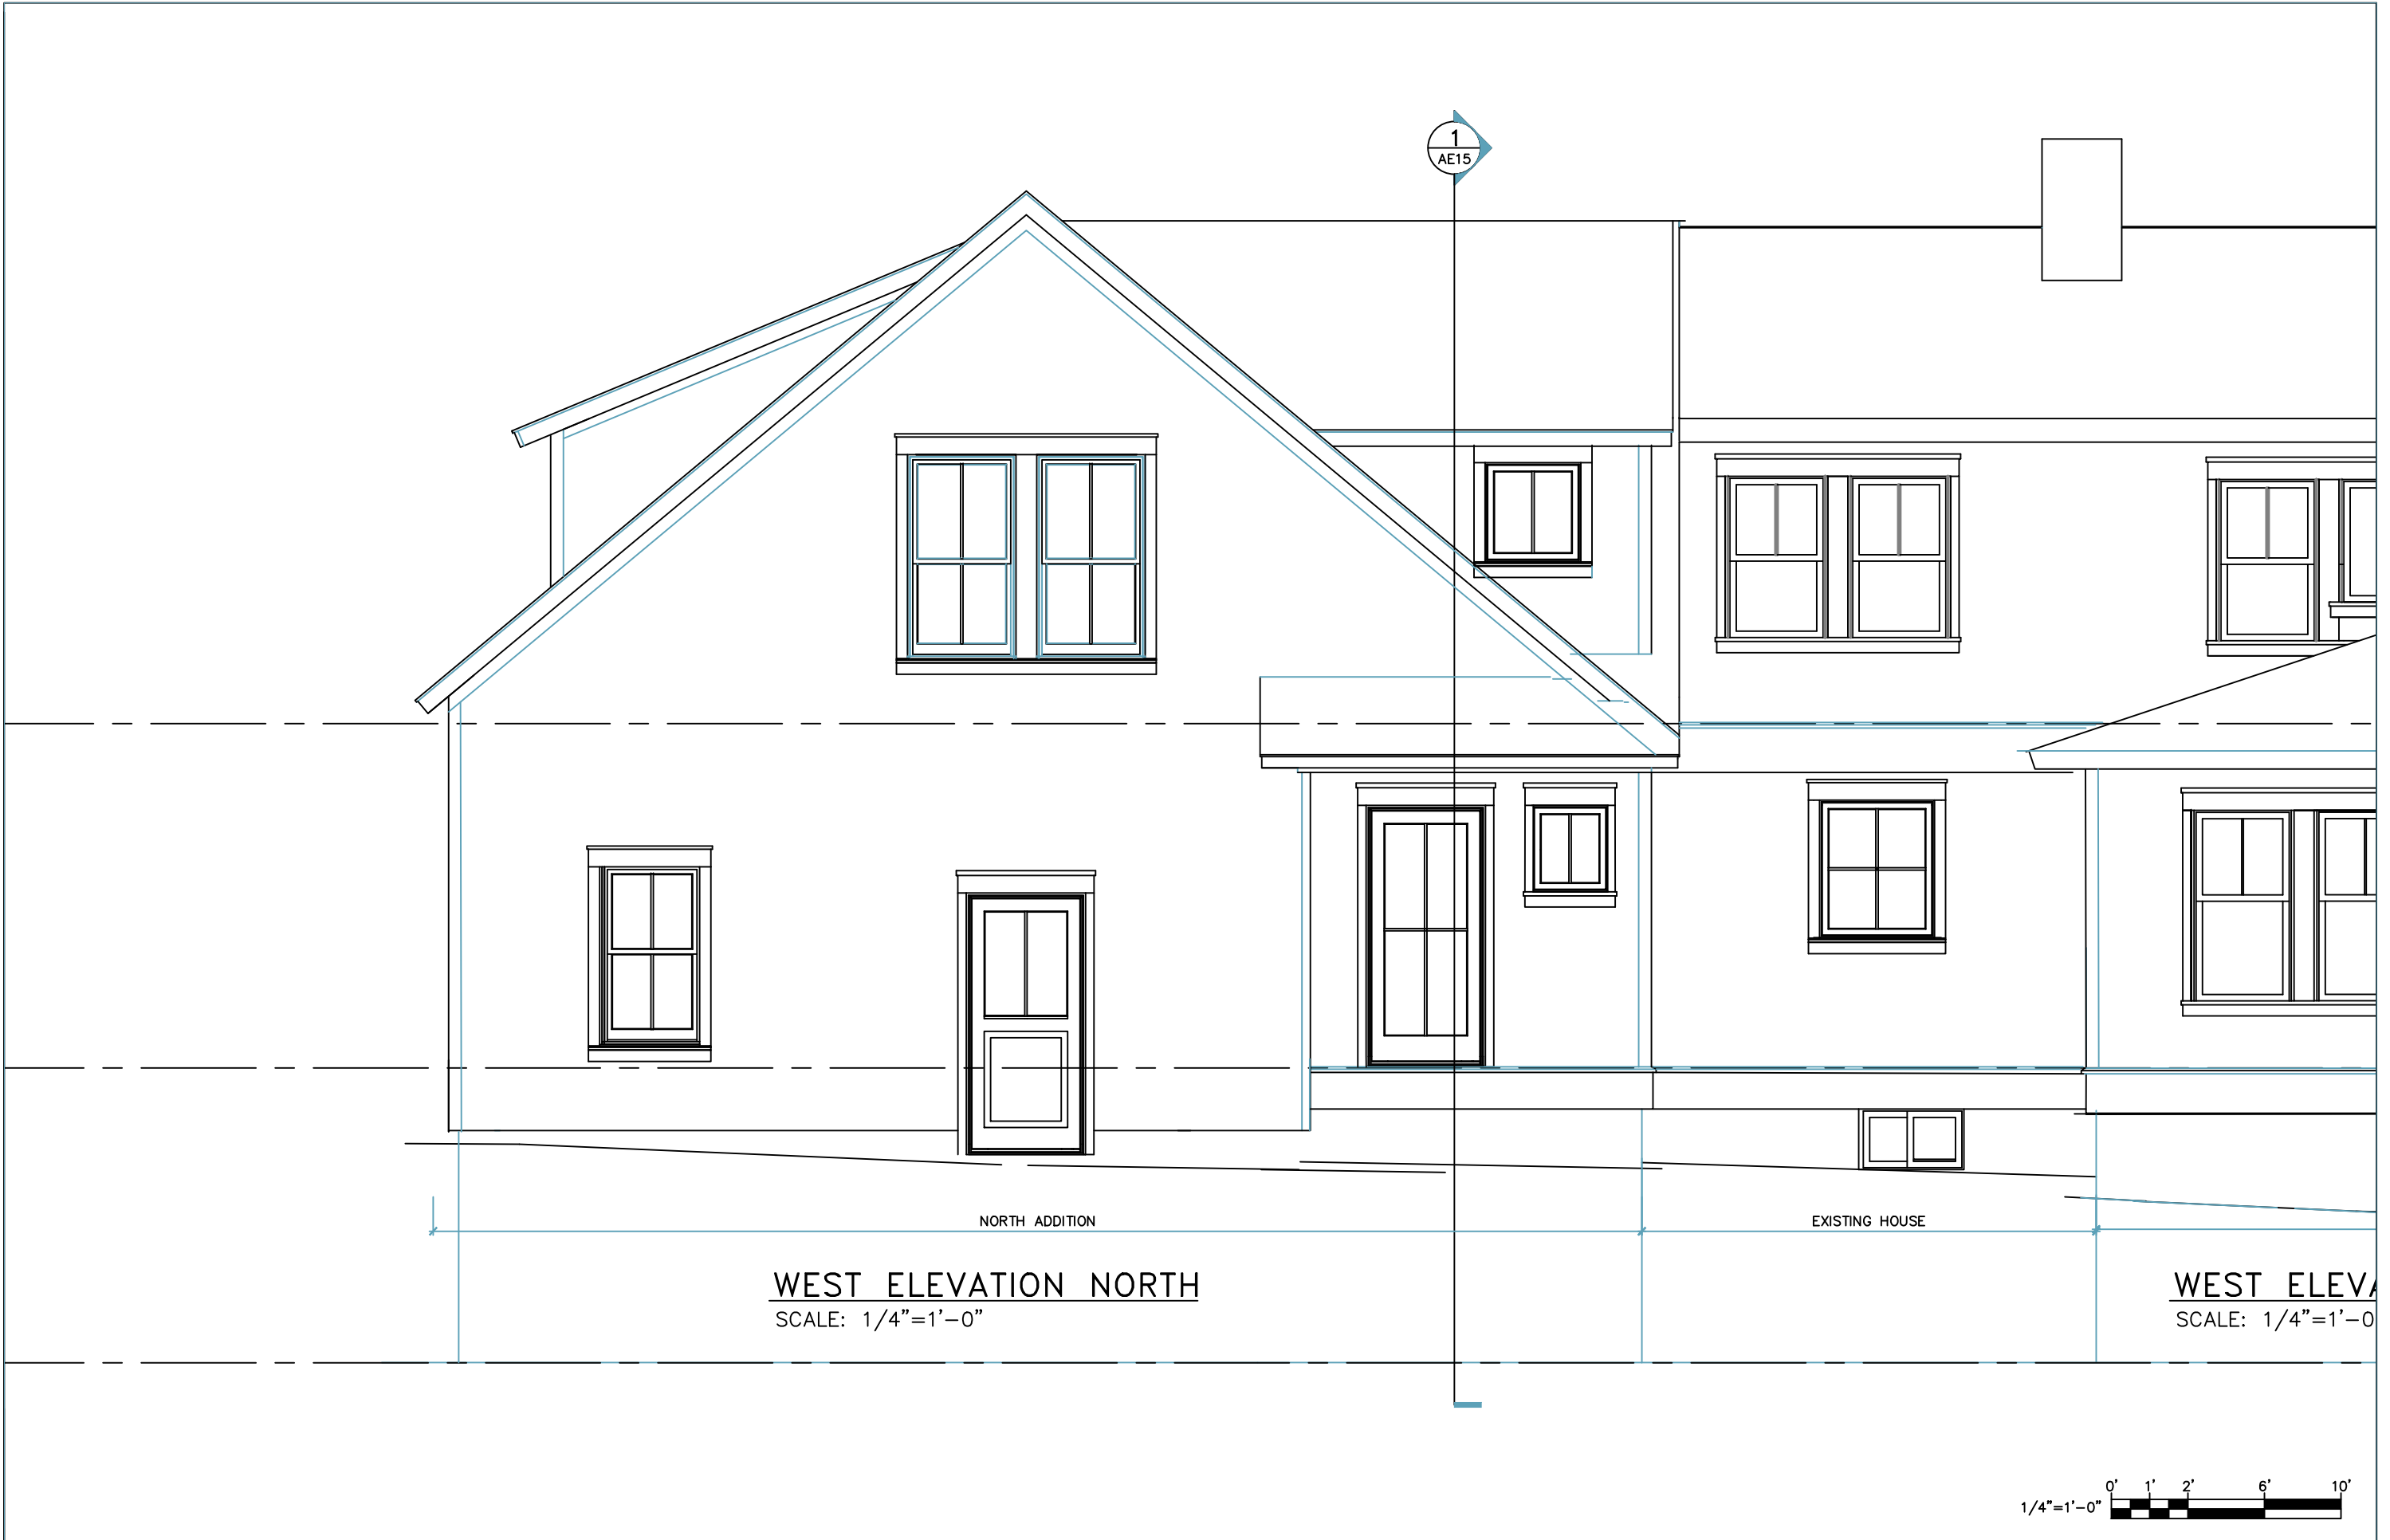 1
AE15
NORTH ADDITION
EXISTING HOUSE
WEST ELEVATION NORTH
SCALE: 1/4"=1'-0"
WEST ELEVA
SCALE: 1/4"=1'-0
0' 1' 2' 6' 10'
1/4"=1'-0"